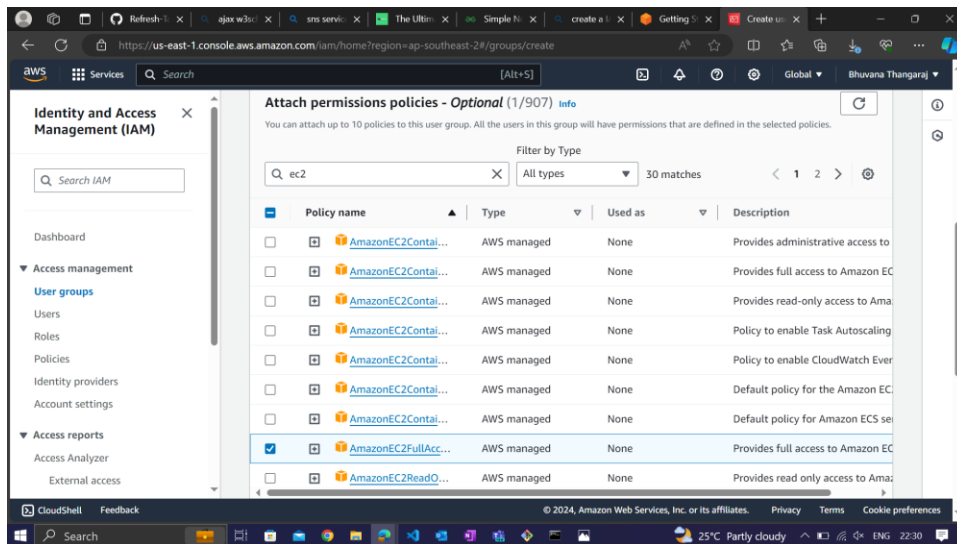 Refresh-T
ajax w3scl
sns servic
The Ultim
Simple N
create a l
Getting S
Create us
https://us-east-1.console.aws.amazon.com/iam/home?region=ap-southeast-2#/groups/create
aws
Services
Search
[Alt+S]
Global
Bhuvana Thangaraj
Identity and Access
Management (IAM)
Search IAM
Dashboard
Access management
User groups
Users
Roles
Policies
Identity providers
Account settings
Access reports
Access Analyzer
External access
Attach permissions policies - Optional (1/907) Info
You can attach up to 10 policies to this user group. All the users in this group will have permissions that are defined in the selected policies.
Filter by Type
ec2
All types
30 matches
1 2
Policy name Type Used as Description
AmazonEC2Contai... AWS managed None Provides administrative access to
AmazonEC2Contai... AWS managed None Provides full access to Amazon EC
AmazonEC2Contai... AWS managed None Provides read-only access to Ama
AmazonEC2Contai... AWS managed None Policy to enable Task Autoscaling
AmazonEC2Contai... AWS managed None Policy to enable CloudWatch Ever
AmazonEC2Contai... AWS managed None Default policy for the Amazon EC
AmazonEC2Contai... AWS managed None Default policy for Amazon ECS se
AmazonEC2FullAcc... AWS managed None Provides full access to Amazon EC
AmazonEC2ReadO... AWS managed None Provides read only access to Ama
CloudShell Feedback
© 2024, Amazon Web Services, Inc. or its affiliates. Privacy Terms Cookie preferences
Search
25°C Partly cloudy
ENG 22:30